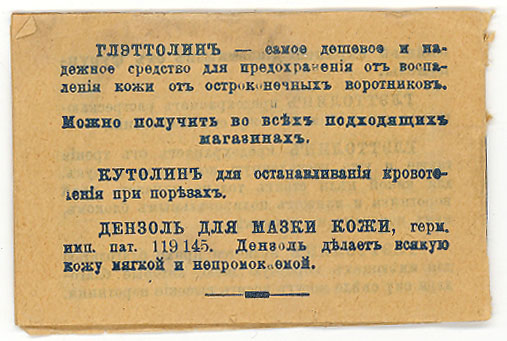 ГЛЭТТОЛИНЪ — самое дешевое и на-
дежное средство для предохраненія отъ воспа-
ленія кожи отъ остроконечныхъ воротниковъ.
Можно получить во всѣхъ подходящихъ
магазинахъ.
КУТОЛИНЪ для останавливанія кровоте-
ченія при порѣзахъ.
ДЕНЗОЛЬ ДЛЯ МАЗКИ КОЖИ, герм.
имп. пат. 119145. Дензоль дѣлаетъ всякую
кожу мягкой и непромокаемой.